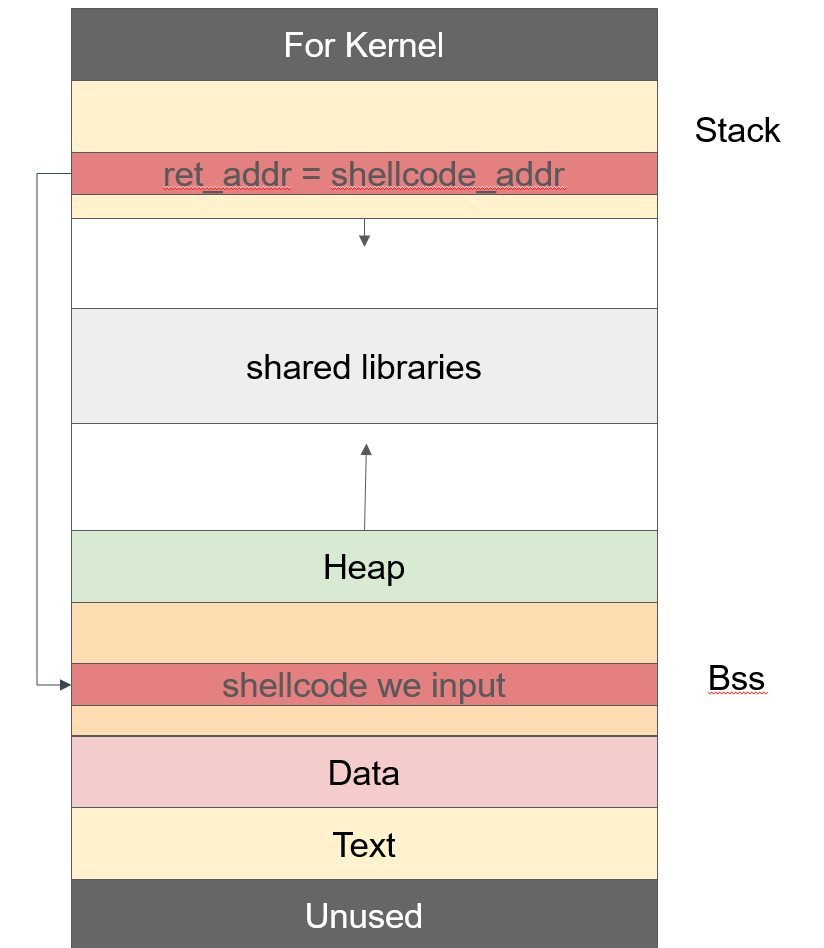 For Kernel
Stack
ret_addr = shellcode_addr
shared libraries
Heap
shellcode we input
Bss
Data
Text
Unused